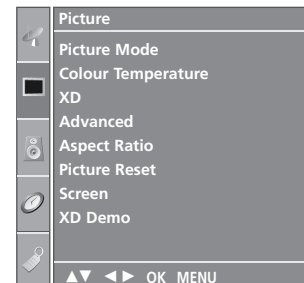 Picture
Picture Mode
Colour Temperature
XD
Advanced
Aspect Ratio
Picture Reset
Screen
XD Demo
▲▼ ◄► OK MENU